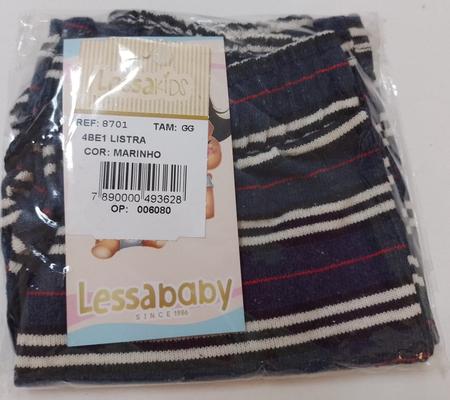 LessaKiDS
REF: 8701 TAM: GG
4BE1 LISTRA
COR: MARINHO
7 890000 493628
OP: 006080
Lessababy
SINCE 1986